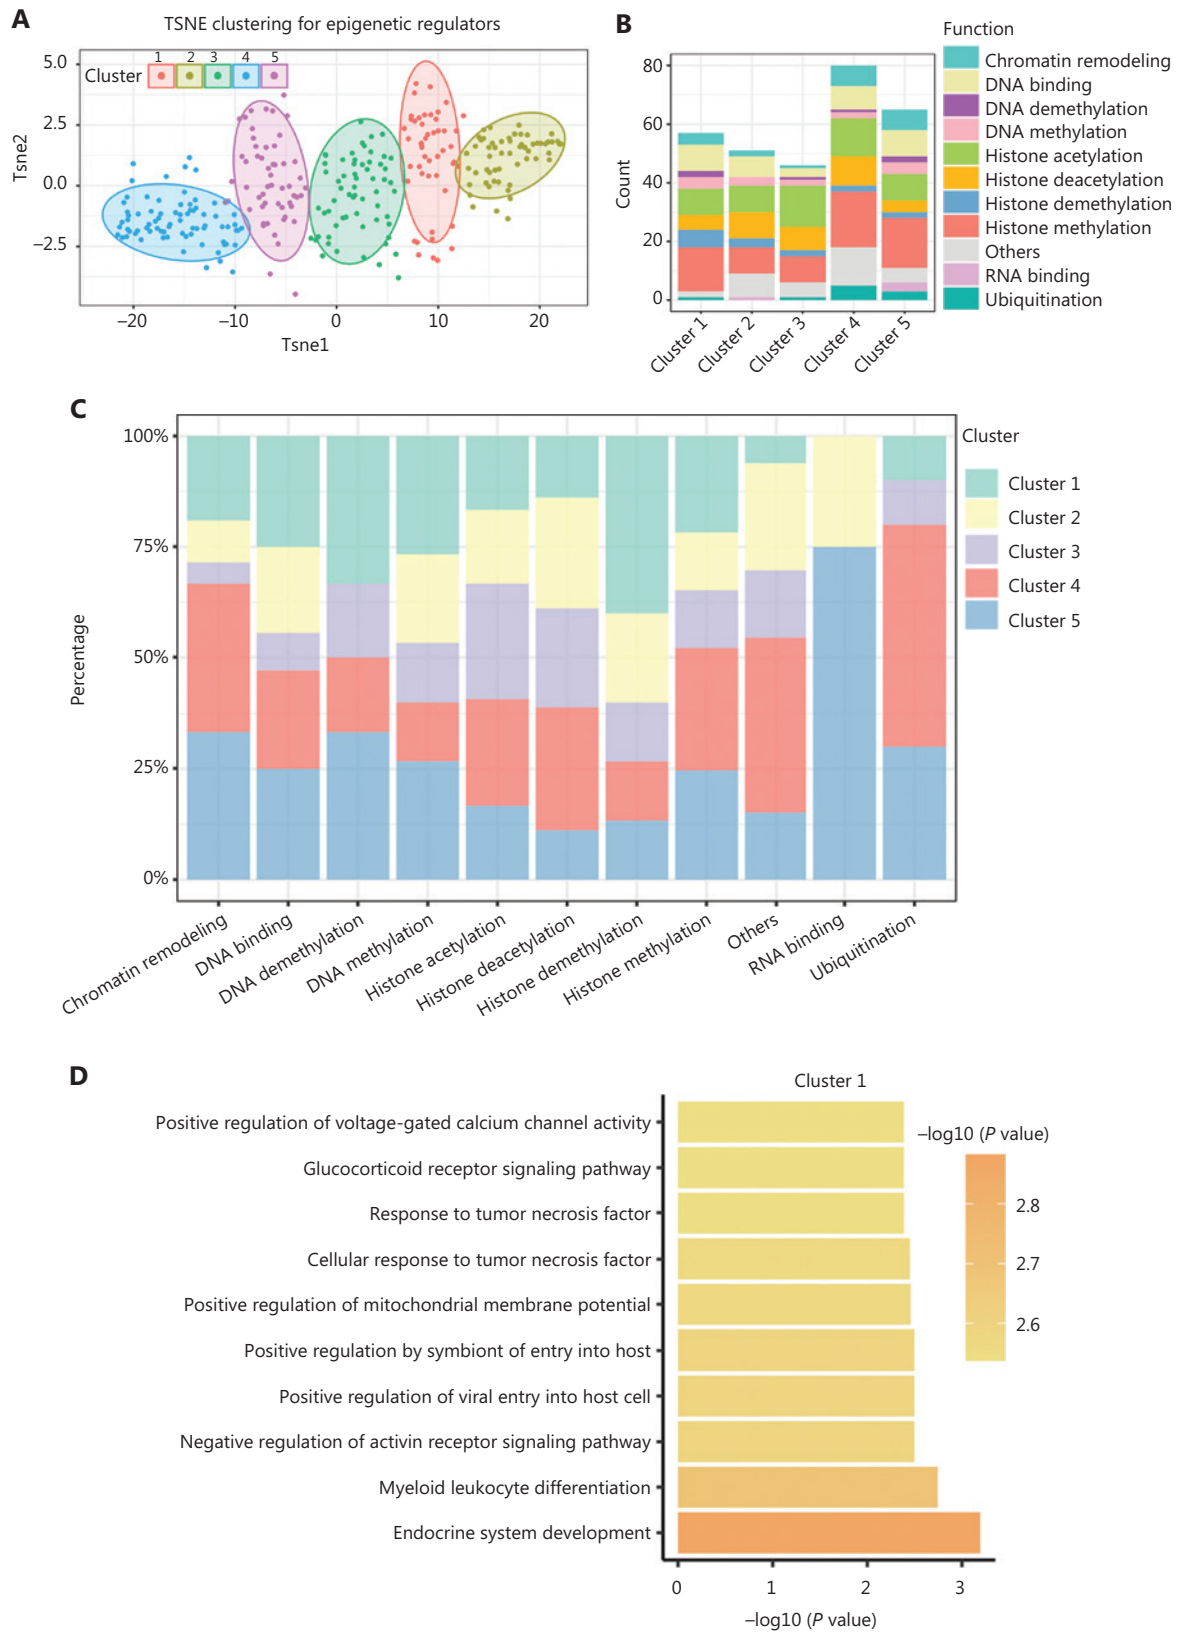 A
TSNE clustering for epigenetic regulators
Cluster
1 2 3 4 5
5.0
2.5
0.0
−2.5
Tsne2
−20 −10 0 10 20
Tsne1
B
80
60
40
20
0
Count
Cluster 1
Cluster 2
Cluster 3
Cluster 4
Cluster 5
Function
Chromatin remodeling
DNA binding
DNA demethylation
DNA methylation
Histone acetylation
Histone deacetylation
Histone demethylation
Histone methylation
Others
RNA binding
Ubiquitination
C
100%
75%
50%
25%
0%
Percentage
Chromatin remodeling
DNA binding
DNA demethylation
DNA methylation
Histone acetylation
Histone deacetylation
Histone demethylation
Histone methylation
Others
RNA binding
Ubiquitination
Cluster
Cluster 1
Cluster 2
Cluster 3
Cluster 4
Cluster 5
D
Cluster 1
Positive regulation of voltage-gated calcium channel activity
Glucocorticoid receptor signaling pathway
Response to tumor necrosis factor
Cellular response to tumor necrosis factor
Positive regulation of mitochondrial membrane potential
Positive regulation by symbiont of entry into host
Positive regulation of viral entry into host cell
Negative regulation of activin receptor signaling pathway
Myeloid leukocyte differentiation
Endocrine system development
0 1 2 3
−log10 (P value)
−log10 (P value)
2.8
2.7
2.6